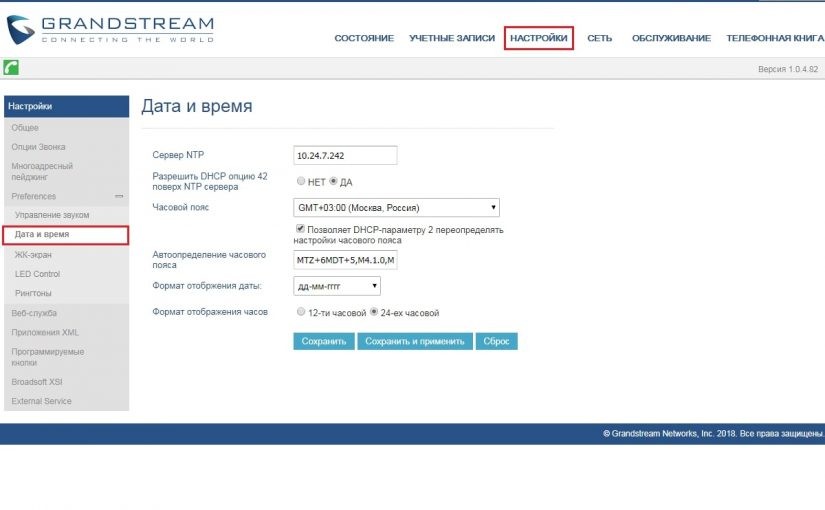 GRANDSTREAM
CONNECTING THE WORLD
СОСТОЯНИЕ УЧЕТНЫЕ ЗАПИСИ НАСТРОЙКИ СЕТЬ ОБСЛУЖИВАНИЕ ТЕЛЕФОННАЯ КНИГА
Версия 1.0.4.82
Настройки
Общее
Опции Звонка
Многоадресный
пейджинг
Preferences
Управление звуком
Дата и время
ЖК-экран
LED Control
Рингтоны
Веб-служба
Приложения XML
Программируемые
кнопки
Broadsoft XSI
External Service
Дата и время
Сервер NTP 10.24.7.242
Разрешить DHCP опцию 42
поверх NTP сервера НЕТ ДА
Часовой пояс GMT+03:00 (Москва, Россия)
Позволяет DHCP-параметру 2 переопределять
настройки часового пояса
Автоопределение часового
пояса MTZ+6MDT+5,M4.1.0,M
Формат отобржения даты: дд-мм-гггг
Формат отображения часов 12-ти часовой 24-ех часовой
Сохранить Сохранить и применить Сброс
© Grandstream Networks, Inc. 2018. Все права защищены.